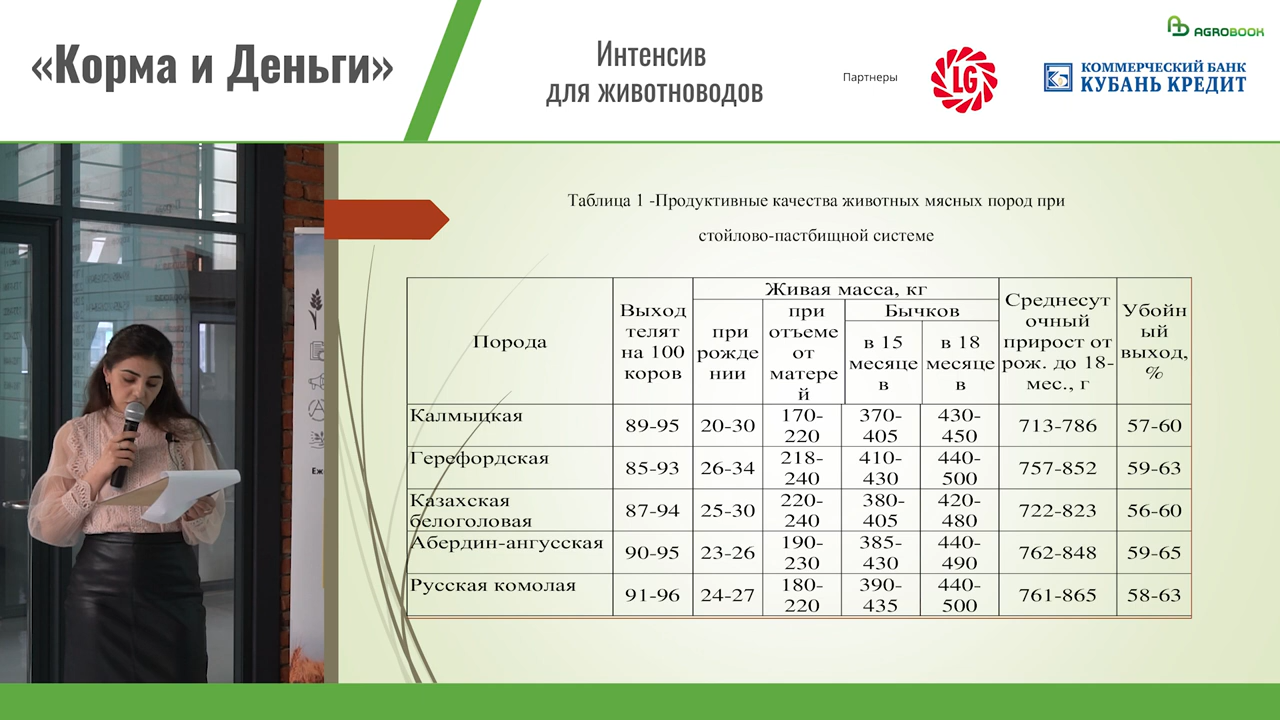 «Корма и Деньги»
Интенсив
для животноводов
Партнеры
LG
КОММЕРЧЕСКИЙ БАНК
КУБАНЬ КРЕДИТ
AGROBOOK
Таблица 1 -Продуктивные качества животных мясных пород при
стойлово-пастбищной системе
Порода
Выход
телят
на 100
коров
Живая масса, кг
при
рожде
нии
при
отъеме
от
матере
й
Бычков
в 15
месяце
в
в 18
месяце
в
Среднесут
очный
прирост от
рож. до 18-
мес., г
Убойн
ый
выход,
%
Калмыцкая
89-95
20-30
170-
220
370-
405
430-
450
713-786
57-60
Герефордская
85-93
26-34
218-
240
410-
430
440-
500
757-852
59-63
Казахская
белоголовая
87-94
25-30
220-
240
380-
405
420-
480
722-823
56-60
Абердин-ангусская
90-95
23-26
190-
230
385-
430
440-
490
762-848
59-65
Русская комолая
91-96
24-27
180-
220
390-
435
440-
500
761-865
58-63
Еж